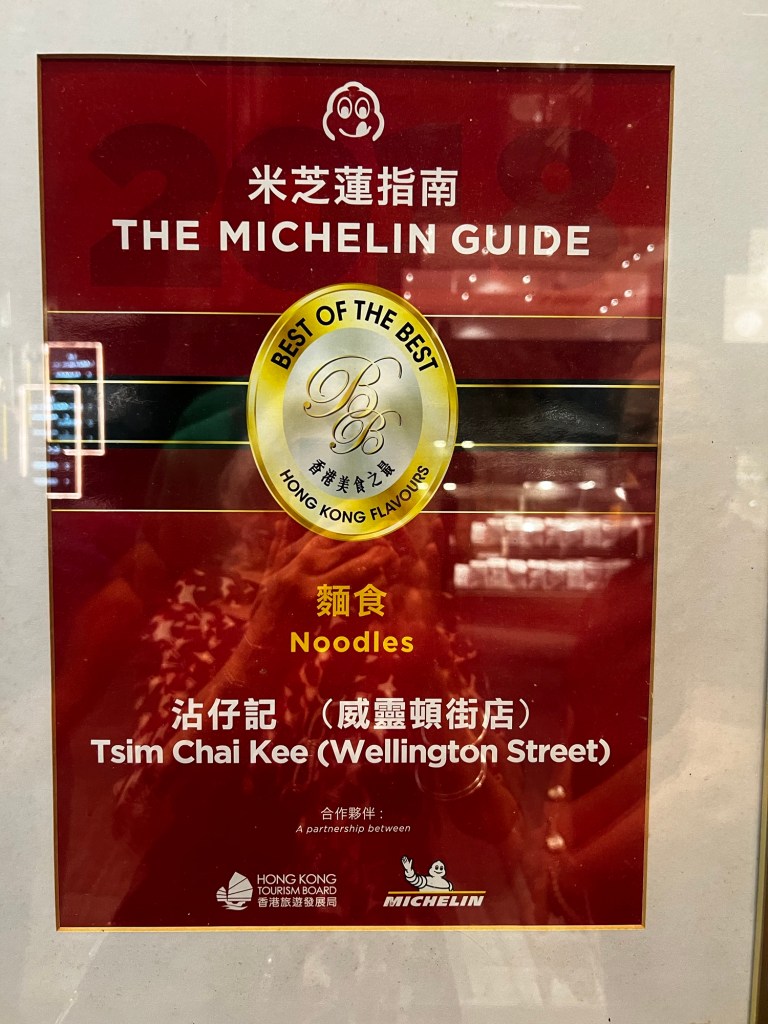 2018
米芝蓮指南
THE MICHELIN GUIDE
BEST OF THE BEST
BB
香港美食之最
HONG KONG FLAVOURS
麵食
Noodles
沾仔記 （威靈頓街店）
Tsim Chai Kee (Wellington Street)
合作夥伴：
A partnership between
HONG KONG
TOURISM BOARD
香港旅遊發展局
MICHELIN